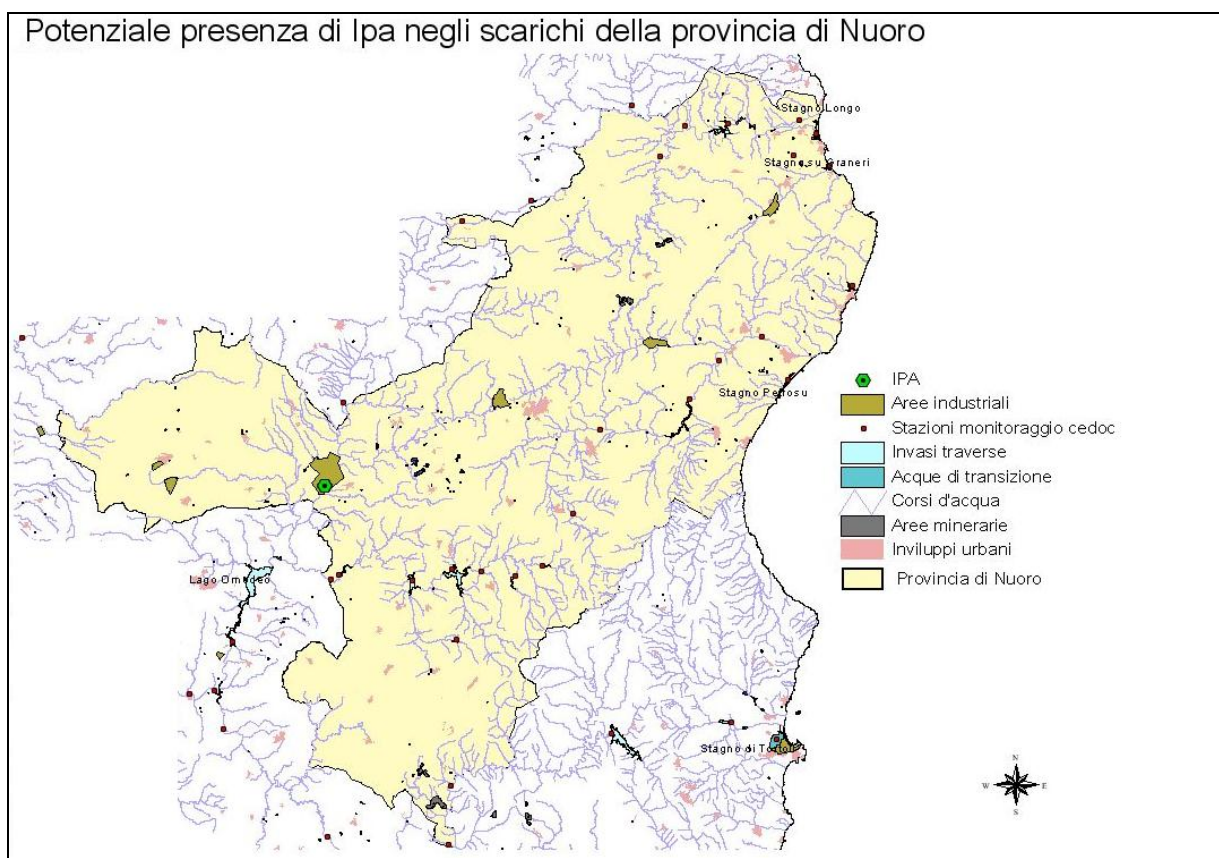 Potenziale presenza di Ipa negli scarichi della provincia di Nuoro
Stagno Longo
Stagno su Graneri
Stagno Petrosu
Lago Omodeo
Stagno di Tortolì
IPA
Aree industriali
Stazioni monitoraggio cedoc
Invasi traverse
Acque di transizione
Corsi d'acqua
Aree minerarie
Inviluppi urbani
Provincia di Nuoro
N
W E
S